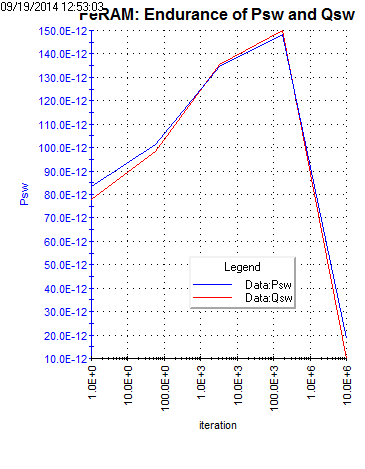 09/19/2014 12:53:03
FeRAM: Endurance of Psw and Qsw
150.0E-12
140.0E-12
130.0E-12
120.0E-12
110.0E-12
100.0E-12
90.0E-12
80.0E-12
70.0E-12
60.0E-12
50.0E-12
40.0E-12
30.0E-12
20.0E-12
10.0E-12
Psw
Legend
Data:Psw
Data:Qsw
1.0E+0
10.0E+0
100.0E+0
1.0E+3
10.0E+3
100.0E+3
1.0E+6
10.0E+6
iteration